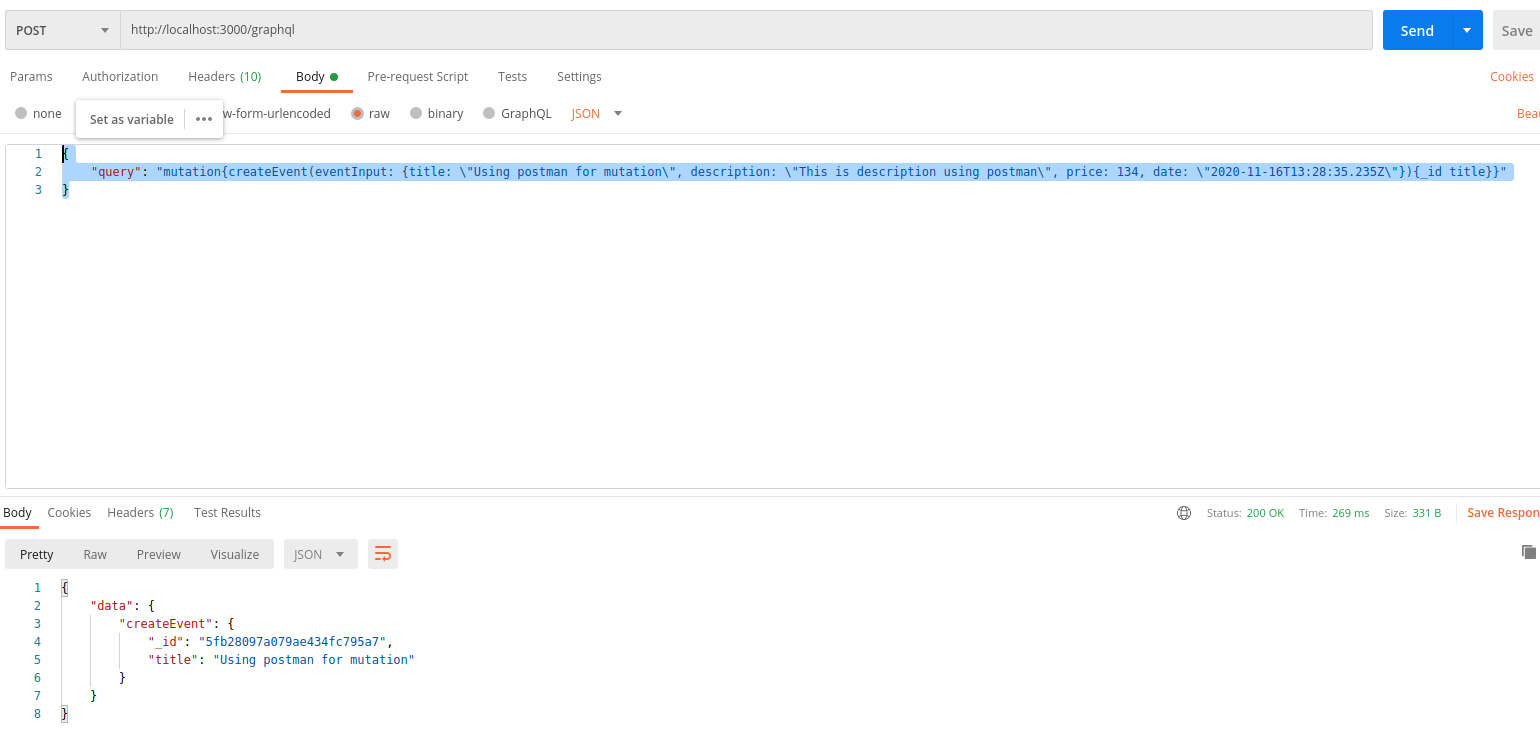 POST http://localhost:3000/graphql Send Save
Params Authorization Headers (10) Body Pre-request Script Tests Settings Cookies
none Set as variable ••• w-form-urlencoded raw binary GraphQL JSON Beau
1 {
2 "query": "mutation{createEvent(eventInput: {title: \"Using postman for mutation\", description: \"This is description using postman\", price: 134, date: \"2020-11-16T13:28:35.235Z\"}){_id title}}"
3 }
Body Cookies Headers (7) Test Results Status: 200 OK Time: 269 ms Size: 331 B Save Respon
Pretty Raw Preview Visualize JSON
1 {
2 "data": {
3 "createEvent": {
4 "_id": "5fb28097a079ae434fc795a7",
5 "title": "Using postman for mutation"
6 }
7 }
8 }